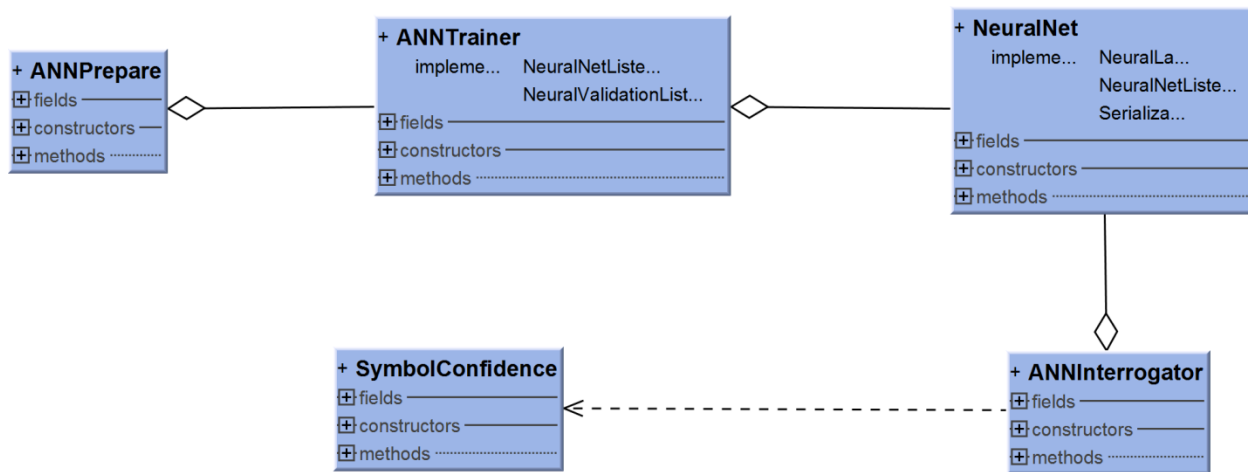 + ANNPrepare
fields
constructors
methods
+ ANNTrainer
impleme... NeuralNetListe...
NeuralValidationList...
fields
constructors
methods
+ NeuralNet
impleme... NeuralLa...
NeuralNetListe...
Serializa...
fields
constructors
methods
+ SymbolConfidence
fields
constructors
methods
+ ANNInterrogator
fields
constructors
methods